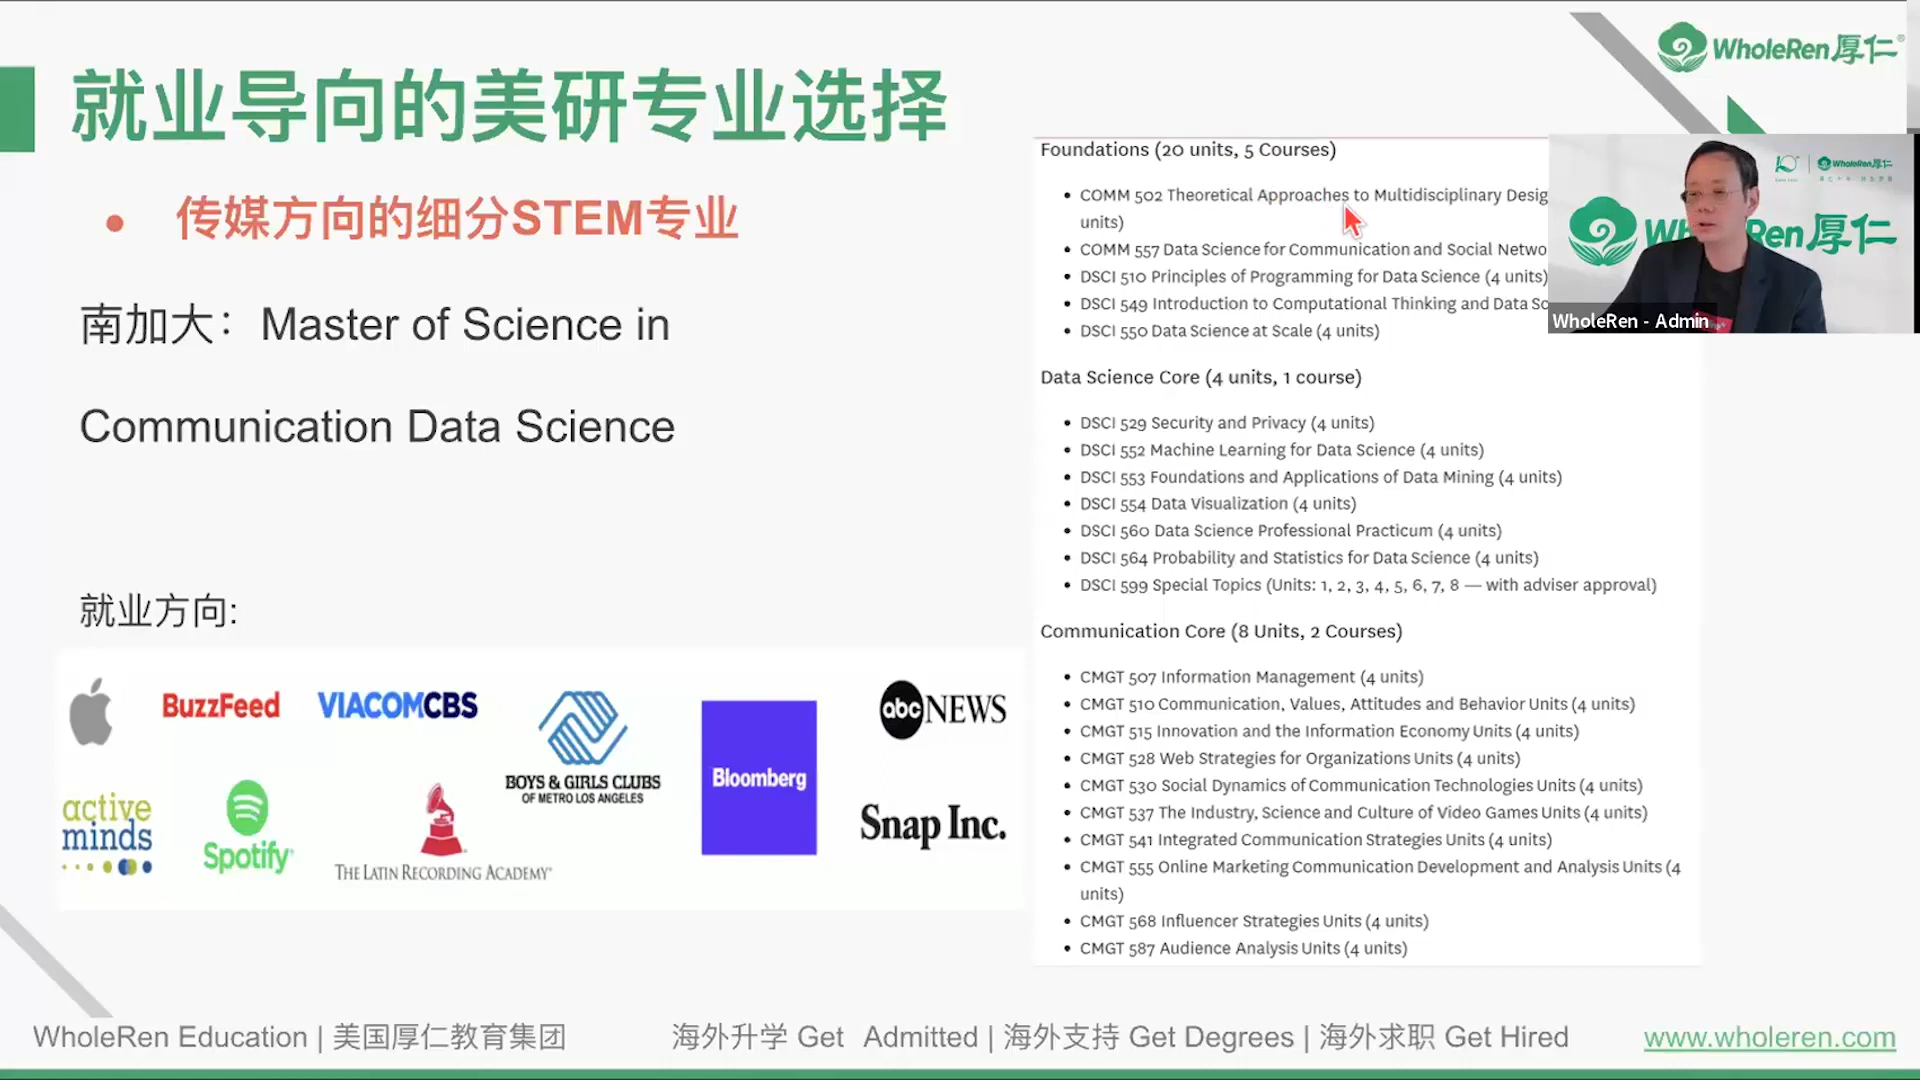 WholeRen厚仁®
就业导向的美研专业选择
• 传媒方向的细分STEM专业
南加大：Master of Science in
Communication Data Science
就业方向:
BuzzFeed
VIACOMCBS
BOYS & GIRLS CLUBS
OF METRO LOS ANGELES
Bloomberg
abc NEWS
active
minds
Spotify
THE LATIN RECORDING ACADEMY
Snap Inc.
Foundations (20 units, 5 Courses)
• COMM 502 Theoretical Approaches to Multidisciplinary Desig
units)
• COMM 557 Data Science for Communication and Social Netwo
• DSCI 510 Principles of Programming for Data Science (4 units)
• DSCI 549 Introduction to Computational Thinking and Data Sc
• DSCI 550 Data Science at Scale (4 units)
Data Science Core (4 units, 1 course)
• DSCI 529 Security and Privacy (4 units)
• DSCI 552 Machine Learning for Data Science (4 units)
• DSCI 553 Foundations and Applications of Data Mining (4 units)
• DSCI 554 Data Visualization (4 units)
• DSCI 560 Data Science Professional Practicum (4 units)
• DSCI 564 Probability and Statistics for Data Science (4 units)
• DSCI 599 Special Topics (Units: 1, 2, 3, 4, 5, 6, 7, 8 — with adviser approval)
Communication Core (8 Units, 2 Courses)
• CMGT 507 Information Management (4 units)
• CMGT 510 Communication, Values, Attitudes and Behavior Units (4 units)
• CMGT 515 Innovation and the Information Economy Units (4 units)
• CMGT 528 Web Strategies for Organizations Units (4 units)
• CMGT 530 Social Dynamics of Communication Technologies Units (4 units)
• CMGT 537 The Industry, Science and Culture of Video Games Units (4 units)
• CMGT 541 Integrated Communication Strategies Units (4 units)
• CMGT 555 Online Marketing Communication Development and Analysis Units (4
units)
• CMGT 568 Influencer Strategies Units (4 units)
• CMGT 587 Audience Analysis Units (4 units)
WholeRen厚仁
Wh Ren厚仁
WholeRen - Admin
WholeRen Education | 美国厚仁教育集团
海外升学 Get Admitted | 海外支持 Get Degrees | 海外求职 Get Hired
www.wholeren.com